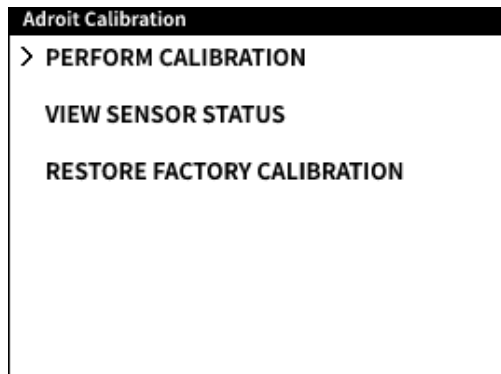 Adroit Calibration
> PERFORM CALIBRATION
VIEW SENSOR STATUS
RESTORE FACTORY CALIBRATION